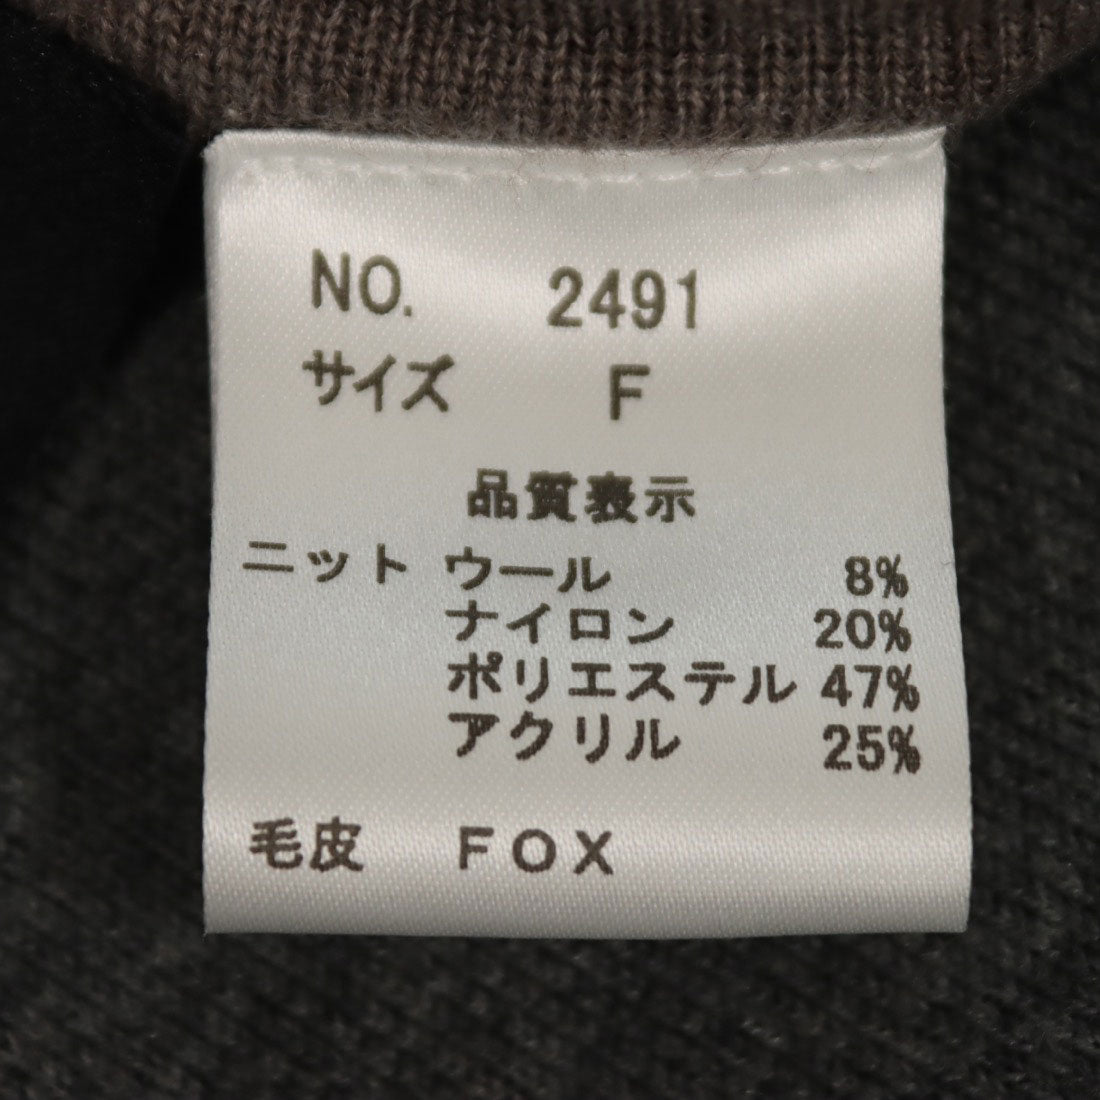 NO. 2491
サイズ F
品質表示
ニット ウール 8%
ナイロン 20%
ポリエステル 47%
アクリル 25%
毛皮 FOX